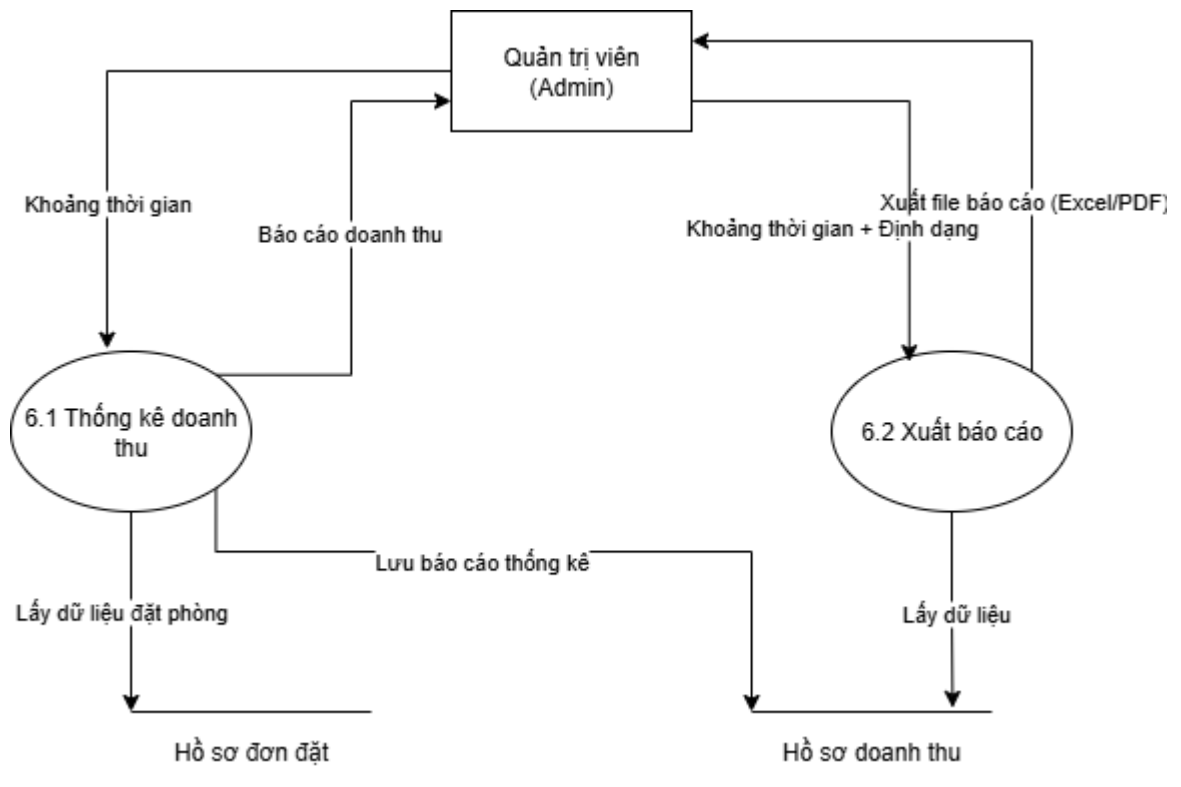 Quản trị viên
(Admin)
Khoảng thời gian
Xuất file báo cáo (Excel/PDF)
Báo cáo doanh thu
Khoảng thời gian + Định dạng
6.1 Thống kê doanh
thu
6.2 Xuất báo cáo
Lưu báo cáo thống kê
Lấy dữ liệu đặt phòng
Lấy dữ liệu
Hồ sơ đơn đặt
Hồ sơ doanh thu